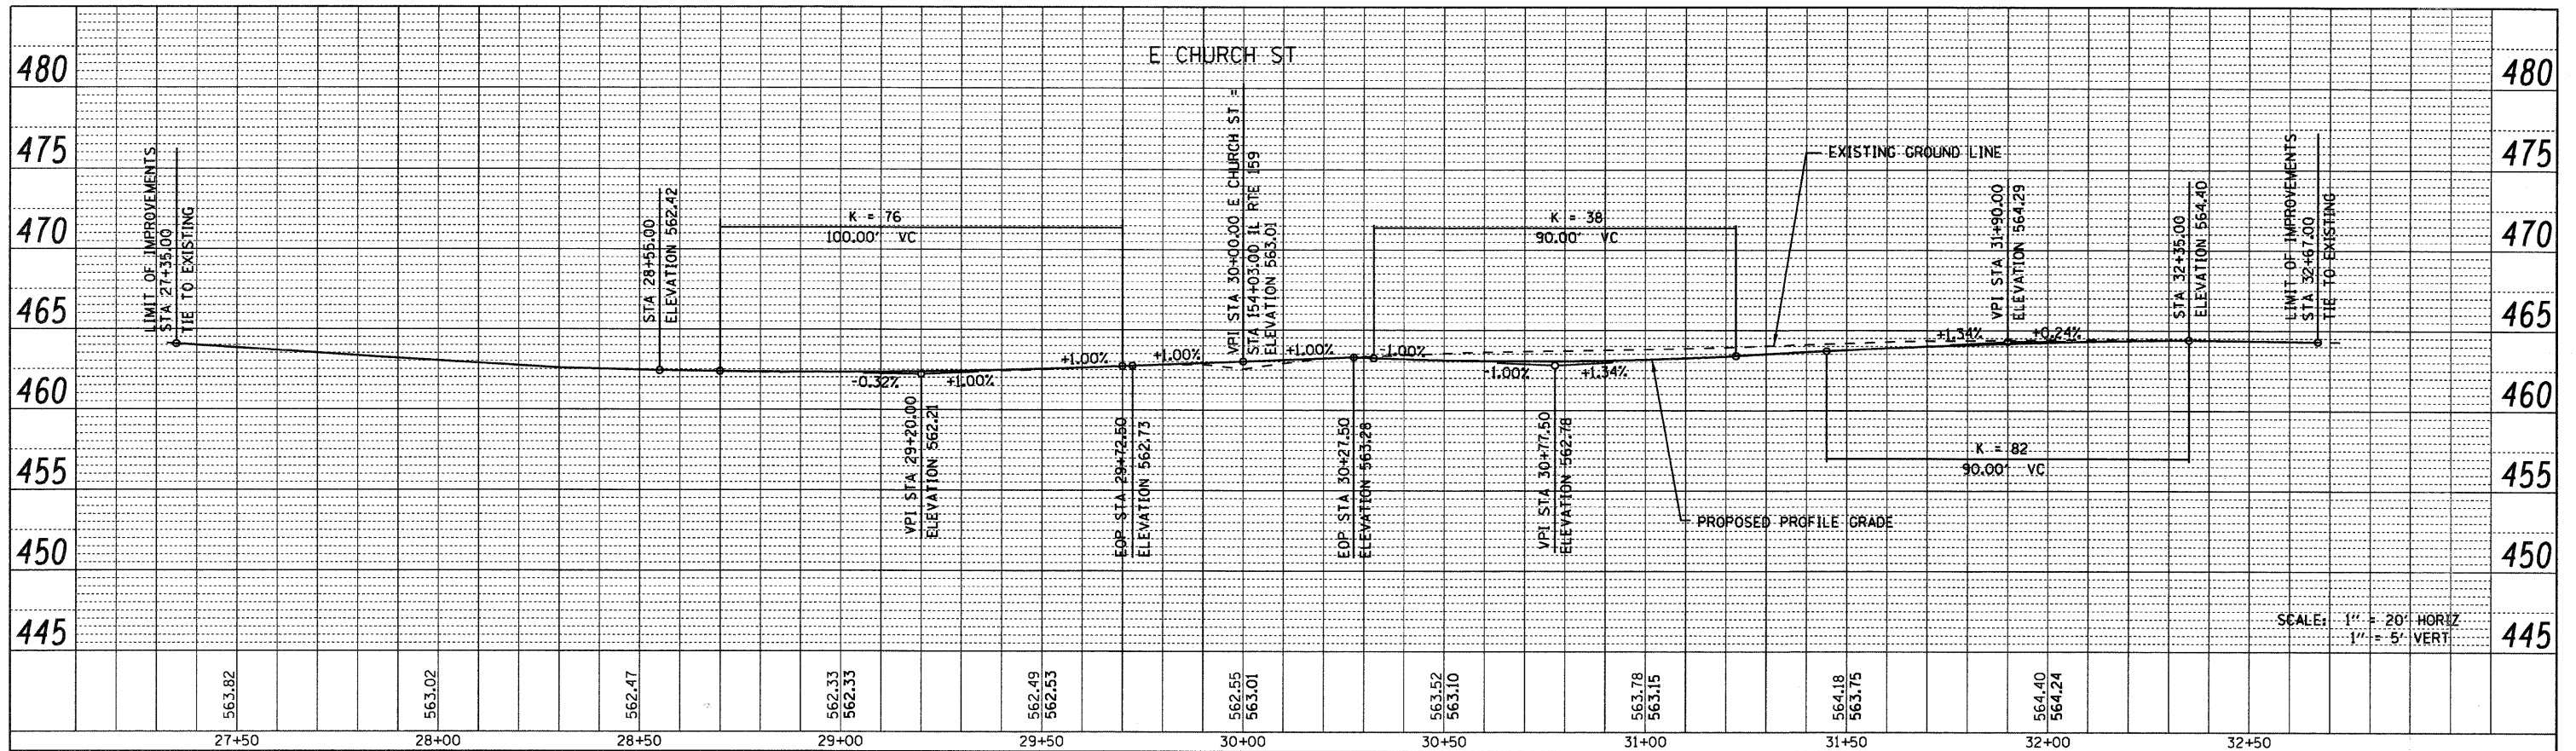 E CHURCH ST
480
480
475
475
470
470
465
465
460
460
455
455
450
450
445
445
LIMIT OF IMPROVEMENTS
STA 27+35.00
TIE TO EXISTING
STA 28+55.00
ELEVATION 562.42
K = 76
100.00' VC
-0.32%
+1.00%
VPI STA 29+20.00
ELEVATION 562.21
+1.00%
EOP STA 29+72.50
ELEVATION 562.73
+1.00%
VPI STA 30+00.00 E CHURCH ST =
STA 154+03.00 IL RTE 159
ELEVATION 563.01
+1.00%
EOP STA 30+27.50
ELEVATION 563.28
-1.00%
K = 38
90.00' VC
-1.00%
+1.34%
VPI STA 30+77.50
ELEVATION 562.78
EXISTING GROUND LINE
PROPOSED PROFILE GRADE
+1.34%
+0.24%
VPI STA 31+90.00
ELEVATION 564.29
K = 82
90.00' VC
STA 32+35.00
ELEVATION 564.40
LIMIT OF IMPROVEMENTS
STA 32+67.00
TIE TO EXISTING
SCALE: 1" = 20' HORIZ
1" = 5' VERT
563.82
563.02
562.47
562.33
562.33
562.49
562.53
562.55
563.01
563.52
563.10
563.78
563.15
564.18
563.75
564.40
564.24
27+50
28+00
28+50
29+00
29+50
30+00
30+50
31+00
31+50
32+00
32+50